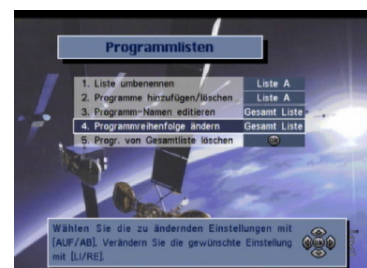 Programmlisten
1. Liste umbenennen Liste A
2. Programme hinzufügen/löschen Liste A
3. Programm-Namen editieren Gesamt Liste
4. Programmreihenfolge ändern Gesamt Liste
5. Progr. von Gesamtliste löschen OK
Wählen Sie die zu ändernden Einstellungen mit
[AUF/AB]. Verändern Sie die gewünschte Einstellung
mit [LI/RE].